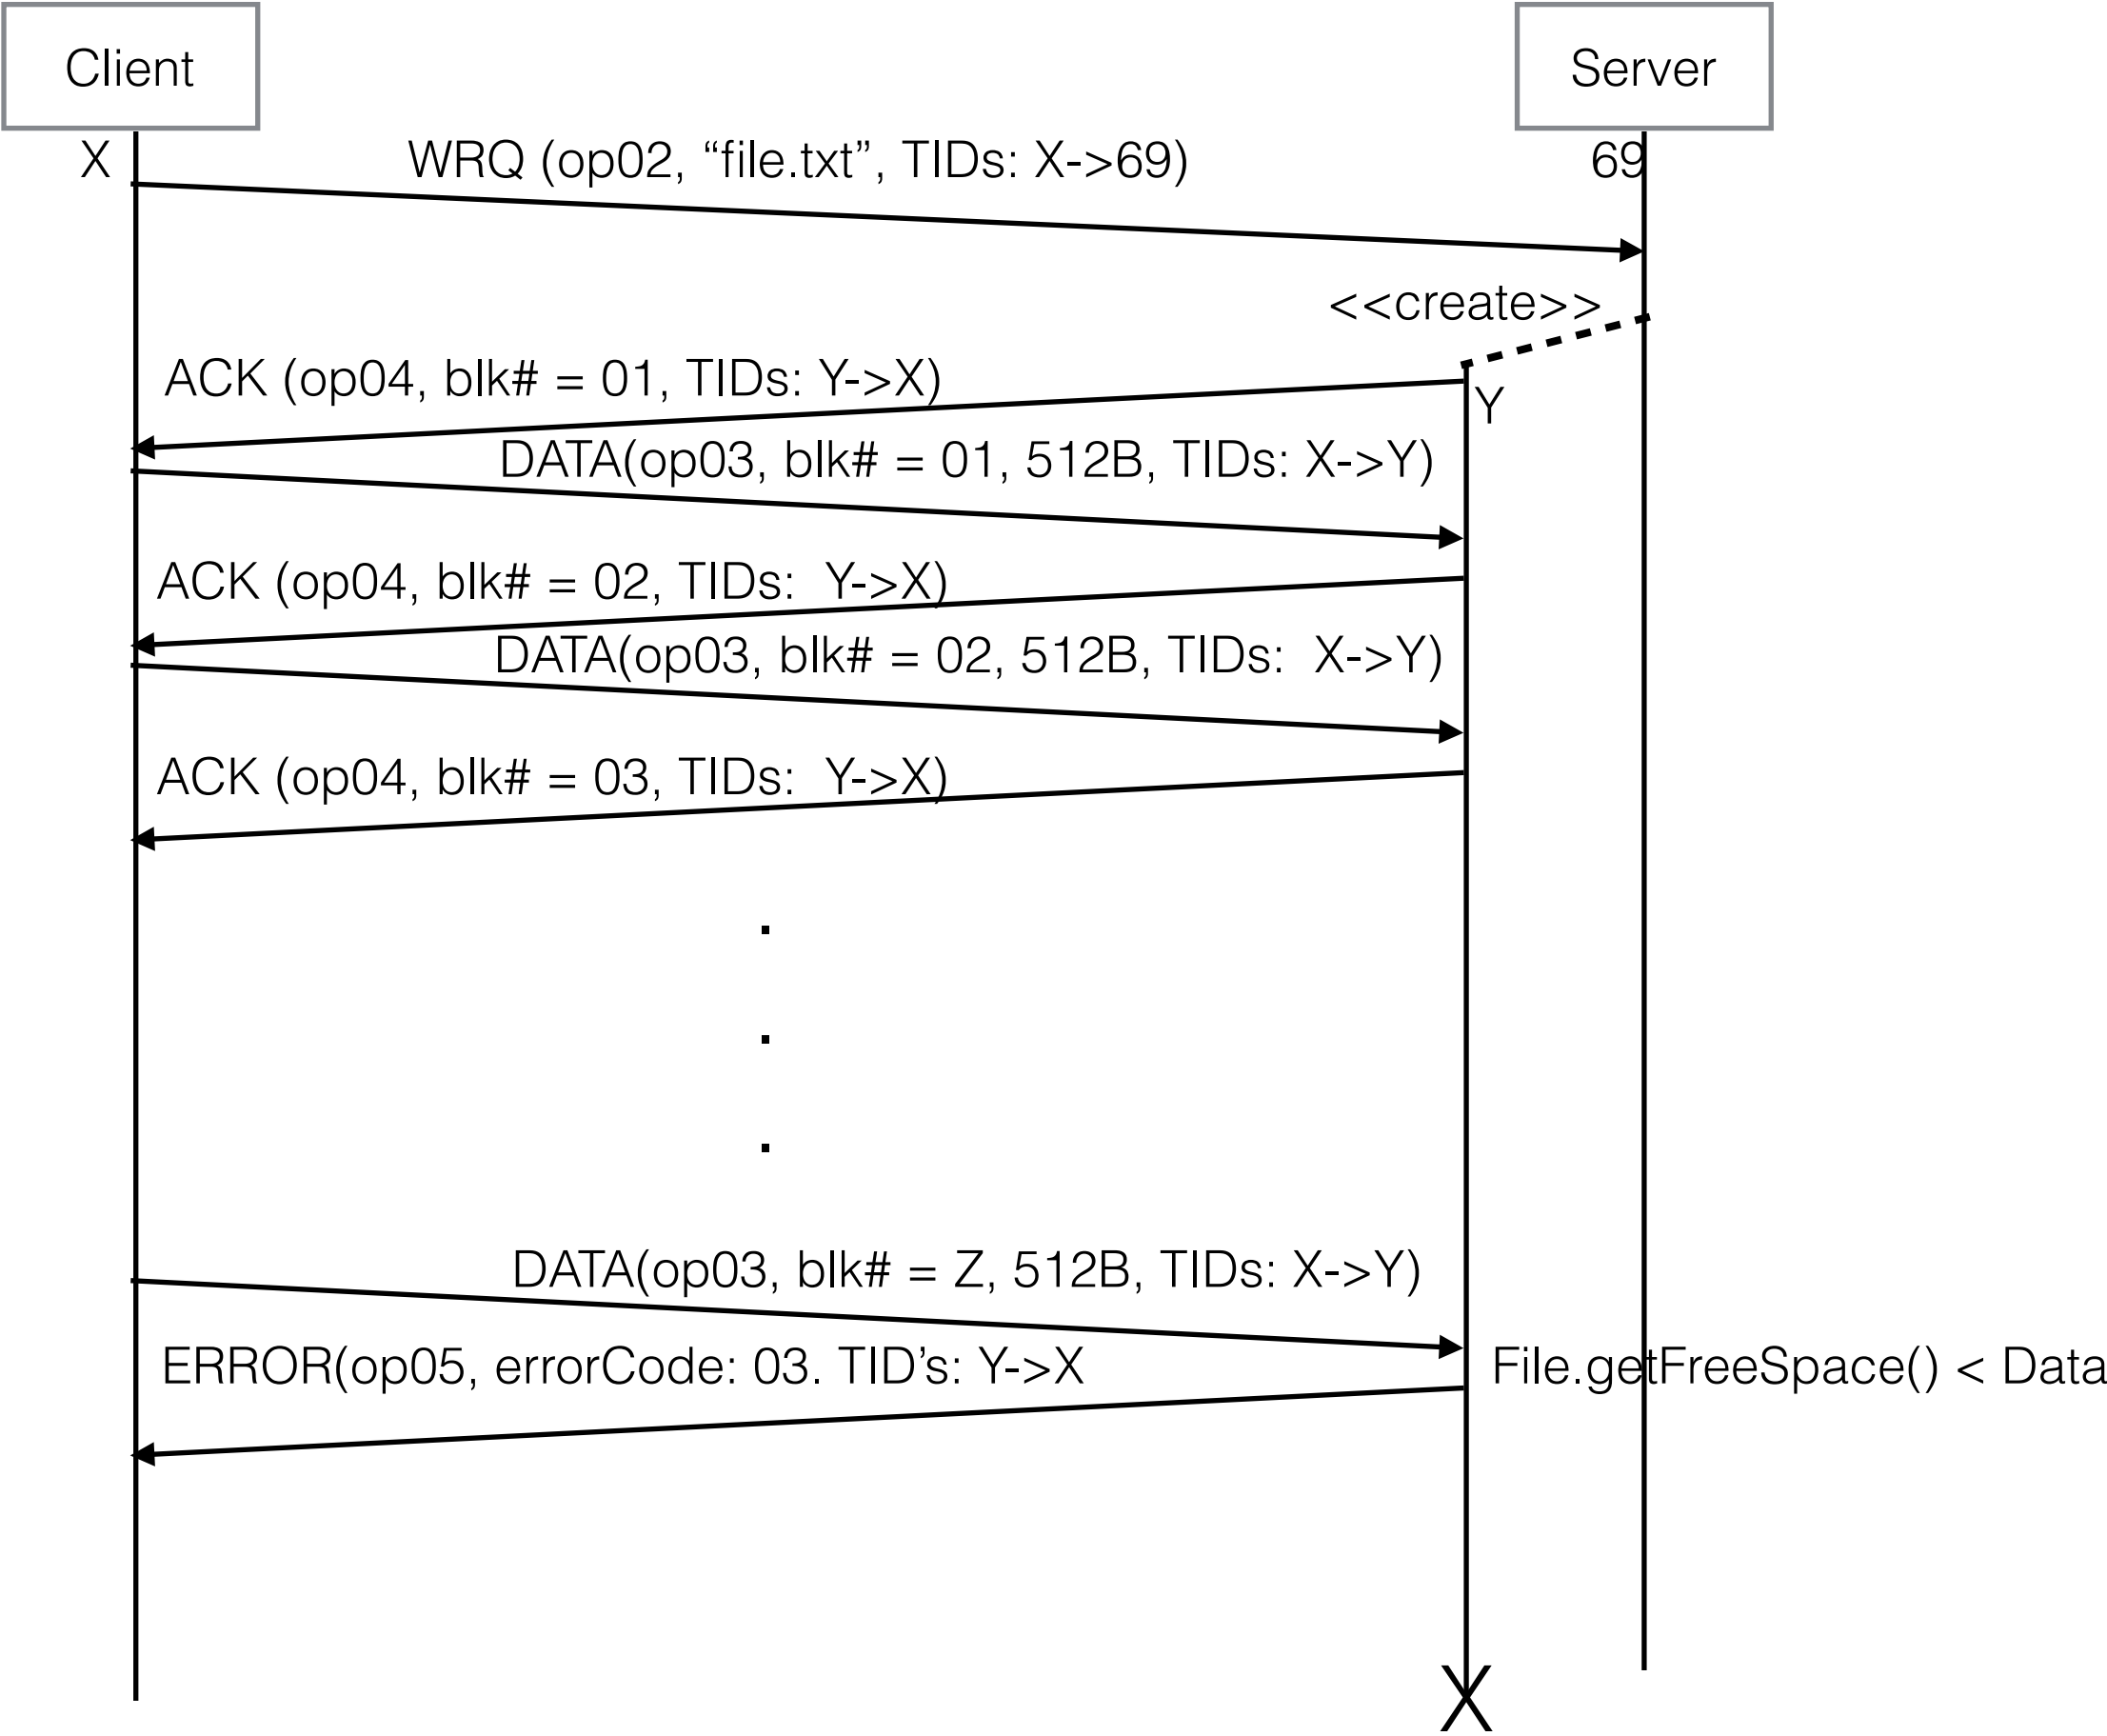 Client
Server
X
WRQ (op02, “file.txt”, TIDs: X->69)
69
<<create>>
ACK (op04, blk# = 01, TIDs: Y->X)
Y
DATA(op03, blk# = 01, 512B, TIDs: X->Y)
ACK (op04, blk# = 02, TIDs:  Y->X)
DATA(op03, blk# = 02, 512B, TIDs:  X->Y)
ACK (op04, blk# = 03, TIDs:  Y->X)
.
.
.
DATA(op03, blk# = Z, 512B, TIDs: X->Y)
ERROR(op05, errorCode: 03. TID’s: Y->X
File.getFreeSpace() < Data
X